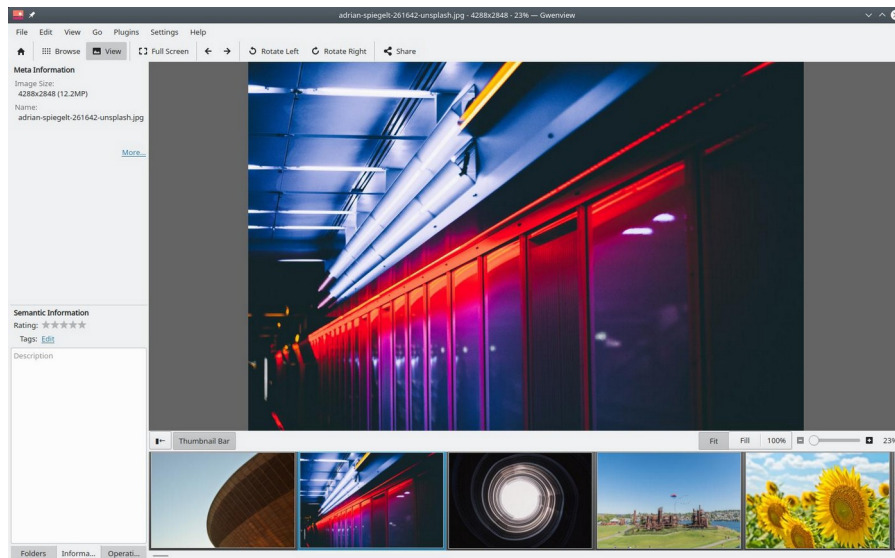 adrian-spiegelt-261642-unsplash.jpg - 4288x2848 - 23% — Gwenview
File Edit View Go Plugins Settings Help
Browse View Full Screen Rotate Left Rotate Right Share
Meta Information
Image Size:
4288x2848 (12.2MP)
Name:
adrian-spiegelt-261642-unsplash.jpg
More...
Semantic Information
Rating:
Tags: Edit
Description
Thumbnail Bar Fit Fill 100% 23%
Folders Informa... Operati...